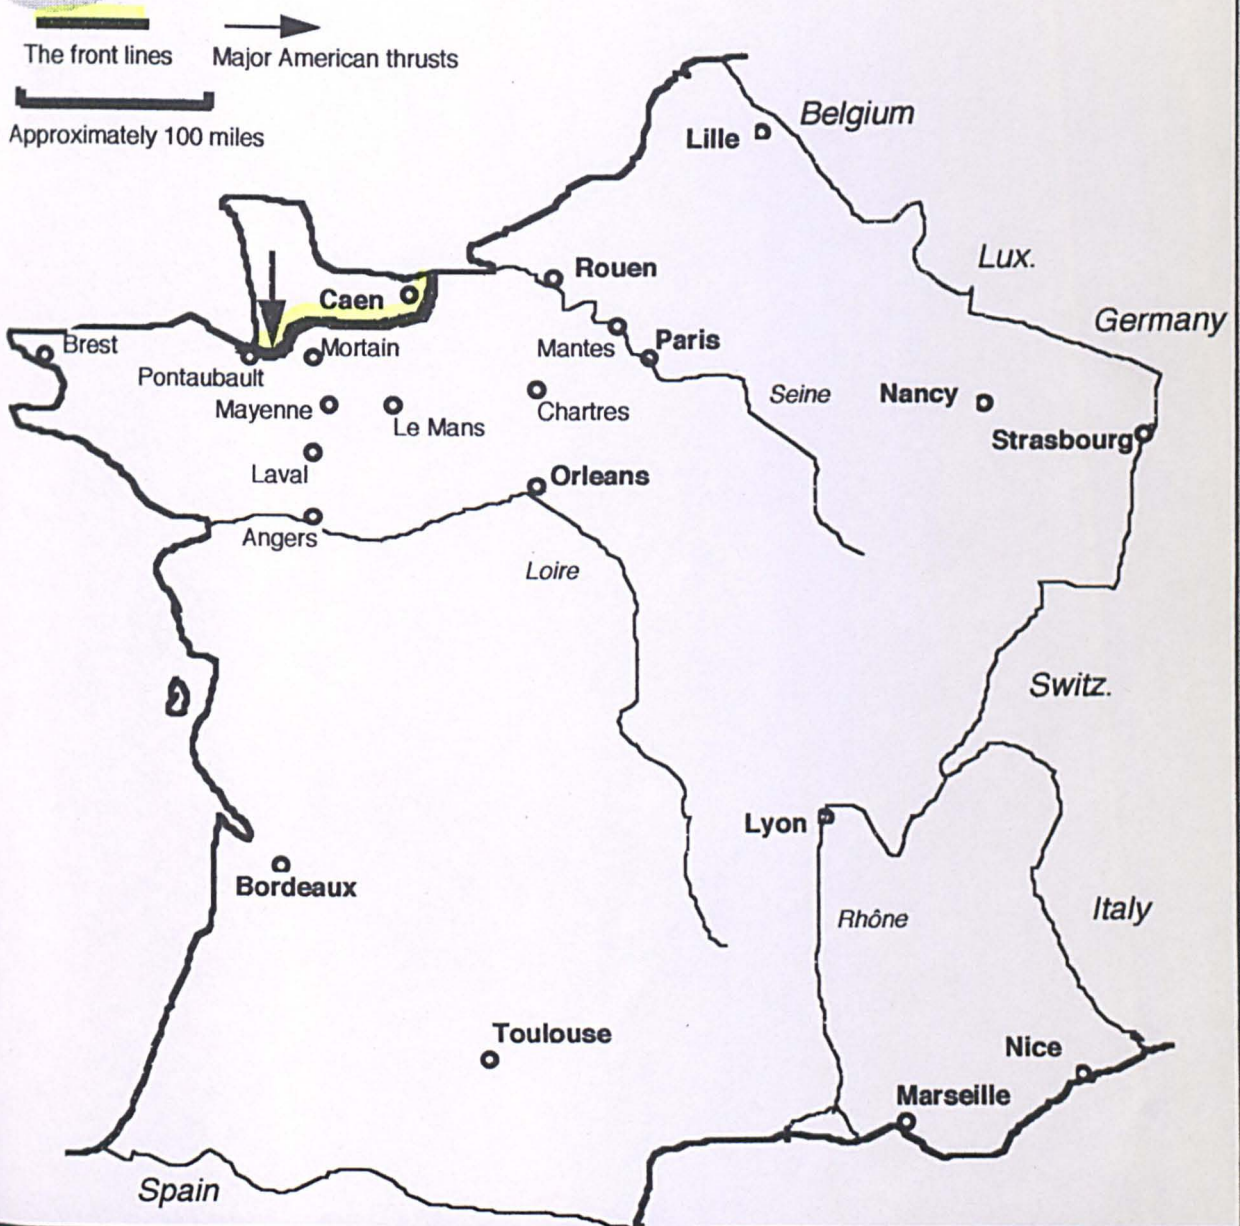 The front lines
Major American thrusts
Approximately 100 miles
Belgium
Lille
Lux.
Rouen
Caen
Germany
Brest
Mortain
Mantes
Paris
Pontaubault
Seine
Nancy
Mayenne
Le Mans
Chartres
Strasbourg
Laval
Orleans
Angers
Loire
Switz.
Lyon
Bordeaux
Rhône
Italy
Toulouse
Nice
Marseille
Spain